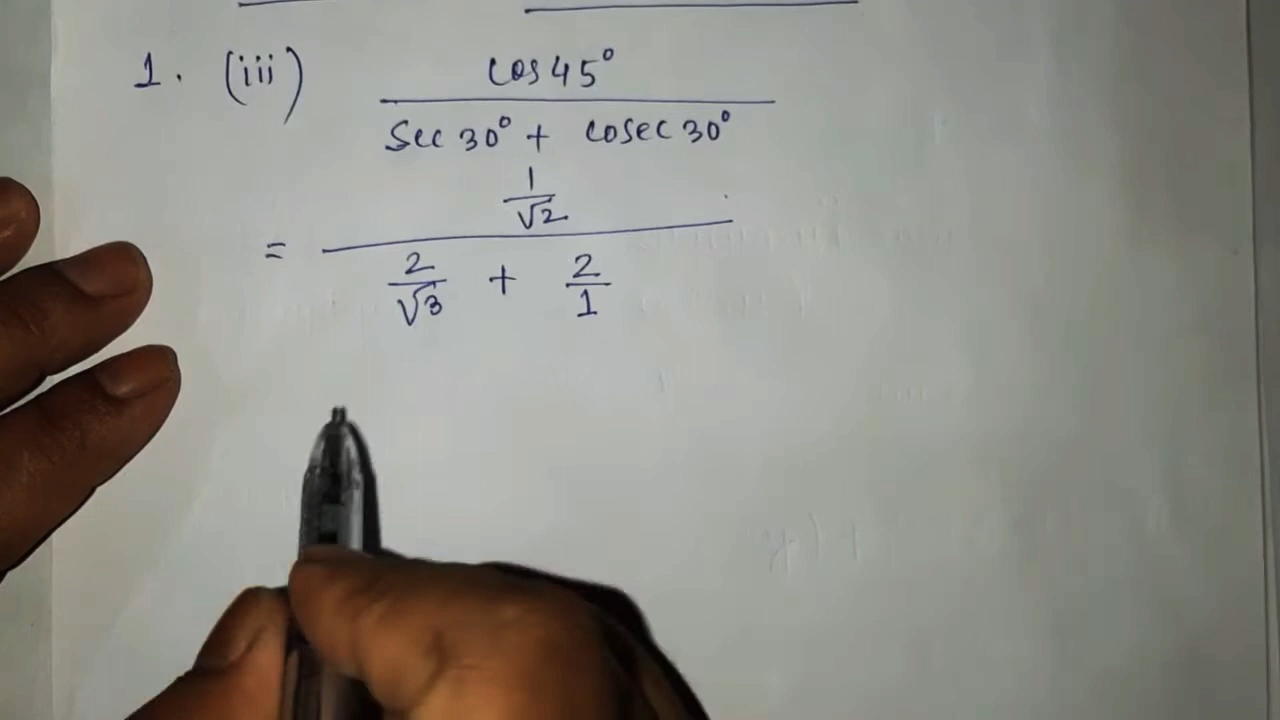 1. (iii) cos 45°
sec 30° + cosec 30°
1
√2
=
2 + 2
√3 1